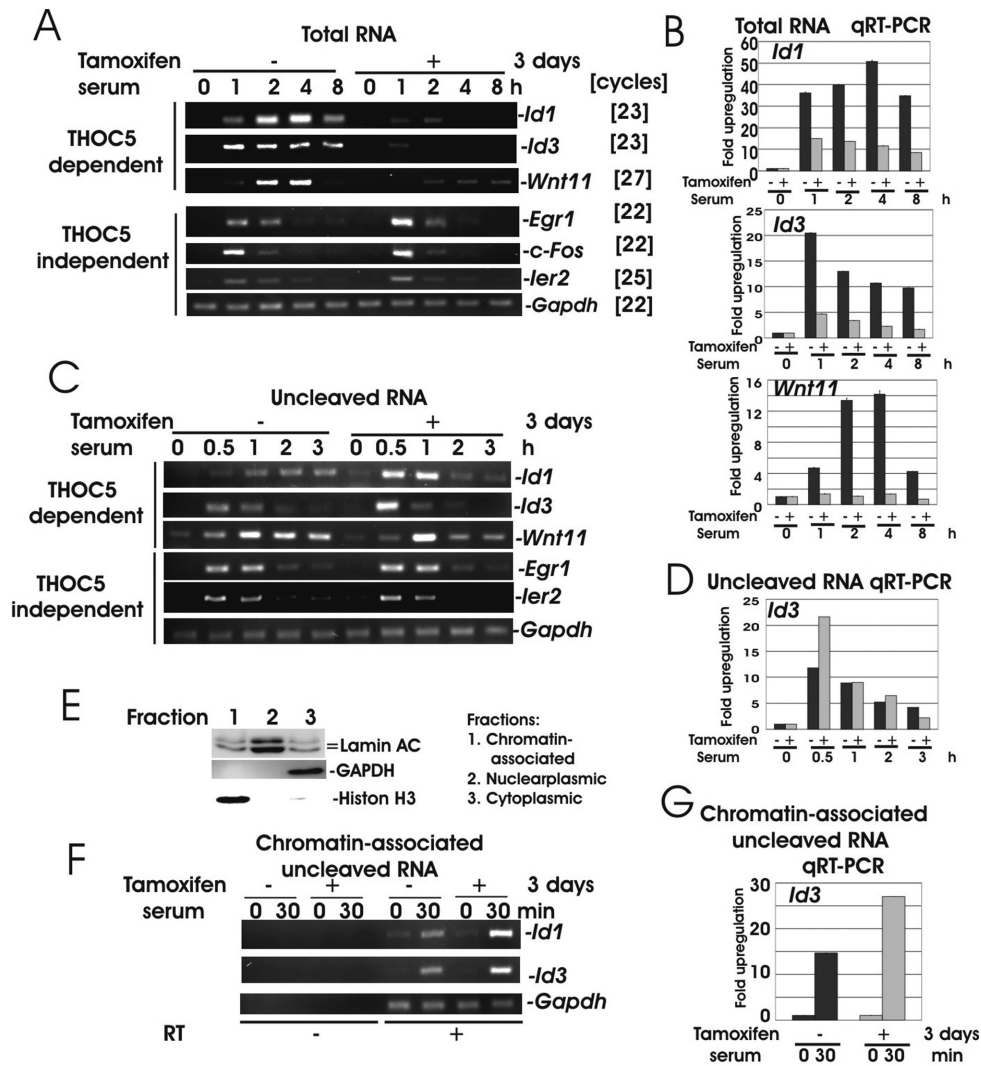 A
Total RNA
Tamoxifen - + 3 days
serum 0 1 2 4 8 0 1 2 4 8 h [cycles]
THOC5
dependent
-Id1 [23]
-Id3 [23]
-Wnt11 [27]
THOC5
independent
-Egr1 [22]
-c-Fos [22]
-Ier2 [25]
-Gapdh [22]
B
Total RNA qRT-PCR
Id1
Fold upregulation
60
50
40
30
20
10
0
Tamoxifen - + - + - + - + - +
Serum 0 1 2 4 8 h
Id3
Fold upregulation
25
20
15
10
5
0
Tamoxifen - + - + - + - + - +
Serum 0 1 2 4 8 h
Wnt11
Fold upregulation
16
12
8
4
0
Tamoxifen - + - + - + - + - +
Serum 0 1 2 4 8 h
C
Uncleaved RNA
Tamoxifen - + 3 days
serum 0 0.5 1 2 3 0 0.5 1 2 3 h
THOC5
dependent
-Id1
-Id3
-Wnt11
THOC5
independent
-Egr1
-Ier2
-Gapdh
D
Uncleaved RNA qRT-PCR
Id3
Fold upregulation
25
20
15
10
5
0
Tamoxifen - + - + - + - + - +
Serum 0 0.5 1 2 3 h
E
Fraction 1 2 3
=Lamin AC
-GAPDH
-Histon H3
Fractions:
1. Chromatin-
associated
2. Nuclearplasmic
3. Cytoplasmic
F
Chromatin-associated
uncleaved RNA
Tamoxifen - + - + 3 days
serum 0 30 0 30 0 30 0 30 min
-Id1
-Id3
-Gapdh
RT - +
G
Chromatin-associated
uncleaved RNA
qRT-PCR
Id3
Fold upregulation
30
20
10
0
Tamoxifen - + 3 days
serum 0 30 0 30 min